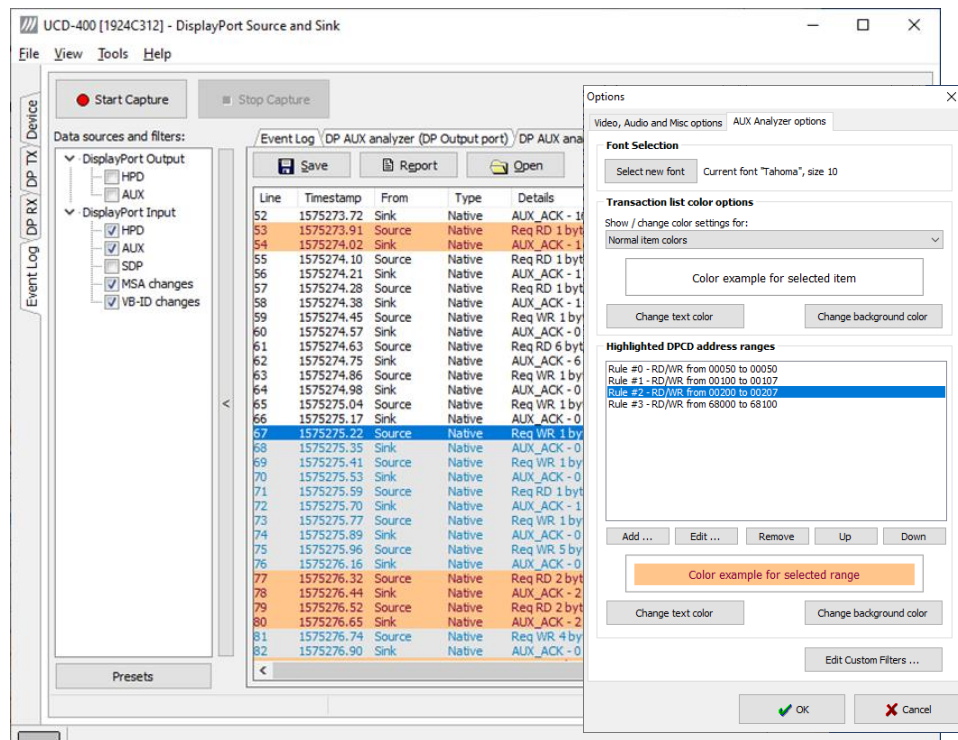 UCD-400 [1924C312] - DisplayPort Source and Sink
File View Tools Help
Device
DP TX
DP RX
Event Log
Start Capture
Stop Capture
Data sources and filters:
DisplayPort Output
HPD
AUX
DisplayPort Input
HPD
AUX
SDP
MSA changes
VB-ID changes
Presets
<
Event Log DP AUX analyzer (DP Output port) DP AUX ana
Save Report Open
Line Timestamp From Type Details
52 1575273.72 Sink Native AUX_ACK - 1
53 1575273.91 Source Native Req RD 1 byt
54 1575274.02 Sink Native AUX_ACK - 1
55 1575274.10 Source Native Req RD 1 byt
56 1575274.21 Sink Native AUX_ACK - 1
57 1575274.28 Source Native Req RD 1 byt
58 1575274.38 Sink Native AUX_ACK - 1
59 1575274.45 Source Native Req WR 1 by
60 1575274.57 Sink Native AUX_ACK - 0
61 1575274.63 Source Native Req RD 6 byt
62 1575274.75 Sink Native AUX_ACK - 6
63 1575274.86 Source Native Req WR 1 by
64 1575274.98 Sink Native AUX_ACK - 0
65 1575275.04 Source Native Req WR 1 by
66 1575275.17 Sink Native AUX_ACK - 0
67 1575275.22 Source Native Req WR 1 by
68 1575275.35 Sink Native AUX_ACK - 0
69 1575275.41 Source Native Req WR 1 by
70 1575275.53 Sink Native AUX_ACK - 0
71 1575275.59 Source Native Req RD 1 byt
72 1575275.70 Sink Native AUX_ACK - 1
73 1575275.77 Source Native Req WR 1 by
74 1575275.89 Sink Native AUX_ACK - 0
75 1575275.96 Source Native Req WR 5 by
76 1575276.16 Sink Native AUX_ACK - 0
77 1575276.32 Source Native Req RD 2 byt
78 1575276.44 Sink Native AUX_ACK - 2
79 1575276.52 Source Native Req RD 2 byt
80 1575276.65 Sink Native AUX_ACK - 2
81 1575276.74 Source Native Req WR 4 by
82 1575276.90 Sink Native AUX_ACK - 0
<
Options
Video, Audio and Misc options AUX Analyzer options
Font Selection
Select new font Current font "Tahoma", size 10
Transaction list color options
Show / change color settings for:
Normal item colors
Color example for selected item
Change text color Change background color
Highlighted DPCD address ranges
Rule #0 - RD/WR from 00050 to 00050
Rule #1 - RD/WR from 00100 to 00107
Rule #2 - RD/WR from 00200 to 00207
Rule #3 - RD/WR from 68000 to 68100
Add ... Edit ... Remove Up Down
Color example for selected range
Change text color Change background color
Edit Custom Filters ...
OK Cancel